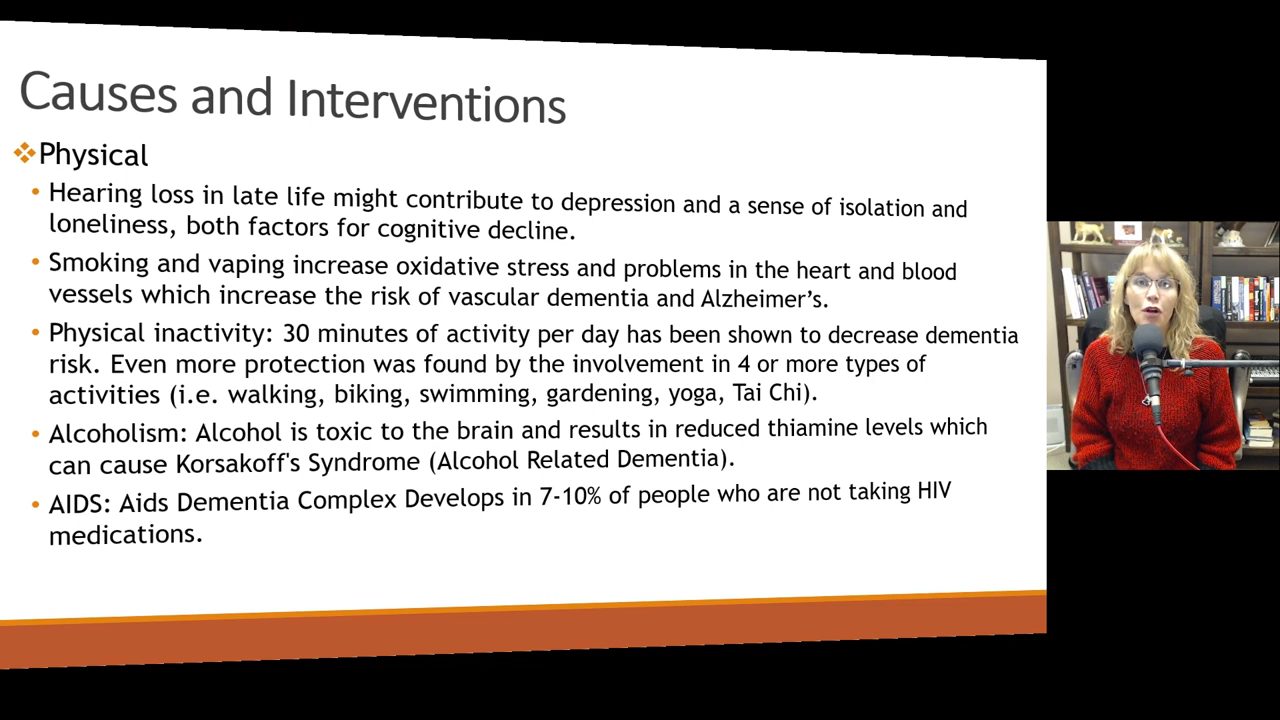 Causes and Interventions
Physical
Hearing loss in late life might contribute to depression and a sense of isolation and
loneliness, both factors for cognitive decline.
Smoking and vaping increase oxidative stress and problems in the heart and blood
vessels which increase the risk of vascular dementia and Alzheimer’s.
Physical inactivity: 30 minutes of activity per day has been shown to decrease dementia
risk. Even more protection was found by the involvement in 4 or more types of
activities (i.e. walking, biking, swimming, gardening, yoga, Tai Chi).
Alcoholism: Alcohol is toxic to the brain and results in reduced thiamine levels which
can cause Korsakoff's Syndrome (Alcohol Related Dementia).
AIDS: Aids Dementia Complex Develops in 7-10% of people who are not taking HIV
medications.